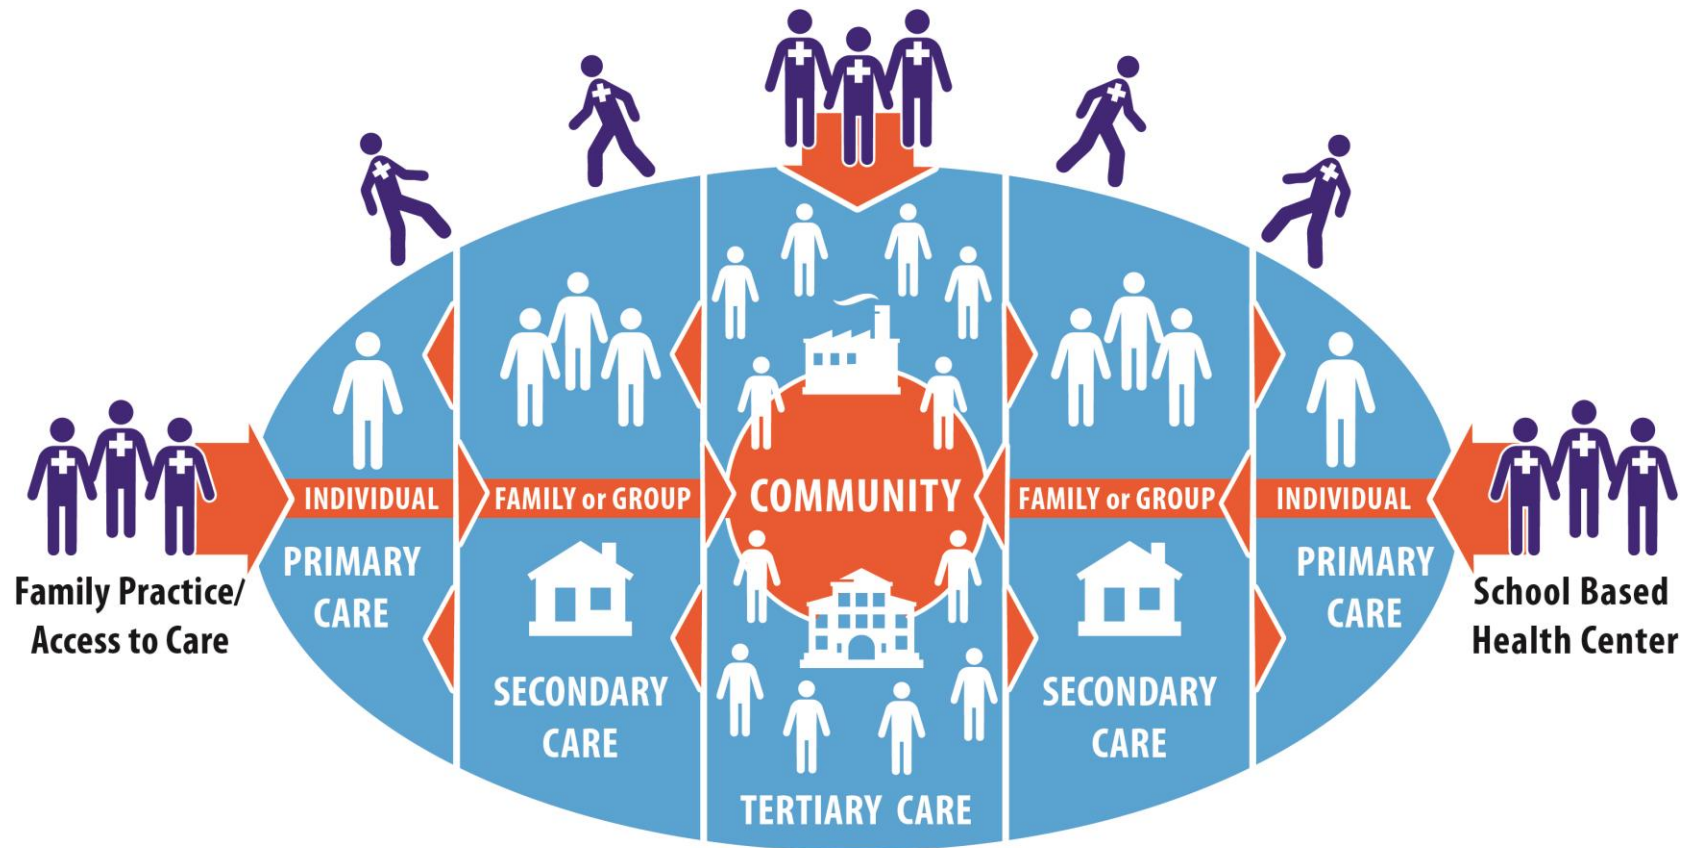 INDIVIDUAL
FAMILY or GROUP
COMMUNITY
FAMILY or GROUP
INDIVIDUAL
PRIMARY
CARE
PRIMARY
CARE
Family Practice/
Access to Care
School Based
Health Center
SECONDARY
CARE
SECONDARY
CARE
TERTIARY CARE